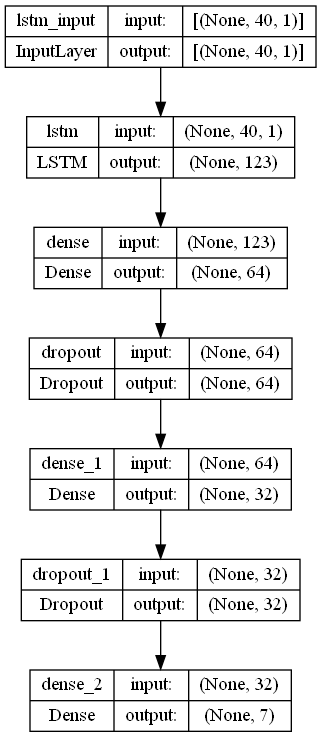 lstm_input input: [(None, 40, 1)]
InputLayer output: [(None, 40, 1)]
lstm input: (None, 40, 1)
LSTM output: (None, 123)
dense input: (None, 123)
Dense output: (None, 64)
dropout input: (None, 64)
Dropout output: (None, 64)
dense_1 input: (None, 64)
Dense output: (None, 32)
dropout_1 input: (None, 32)
Dropout output: (None, 32)
dense_2 input: (None, 32)
Dense output: (None, 7)